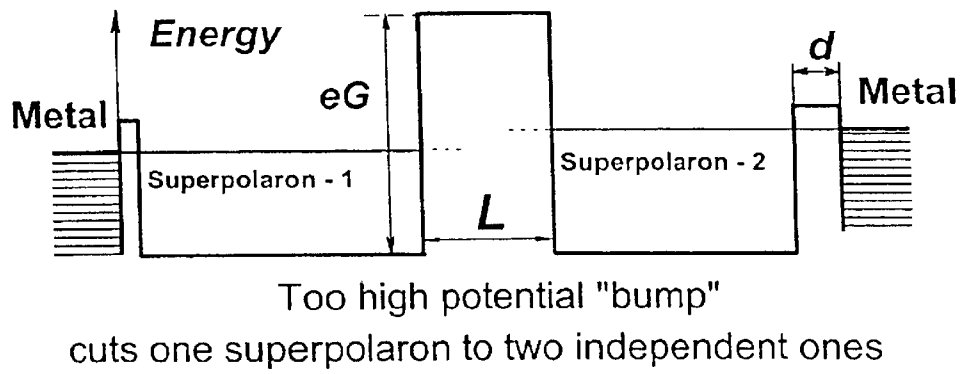 Energy
d
Metal
eG
Metal
Superpolaron - 1
Superpolaron - 2
L
Too high potential "bump"
cuts one superpolaron to two independent ones